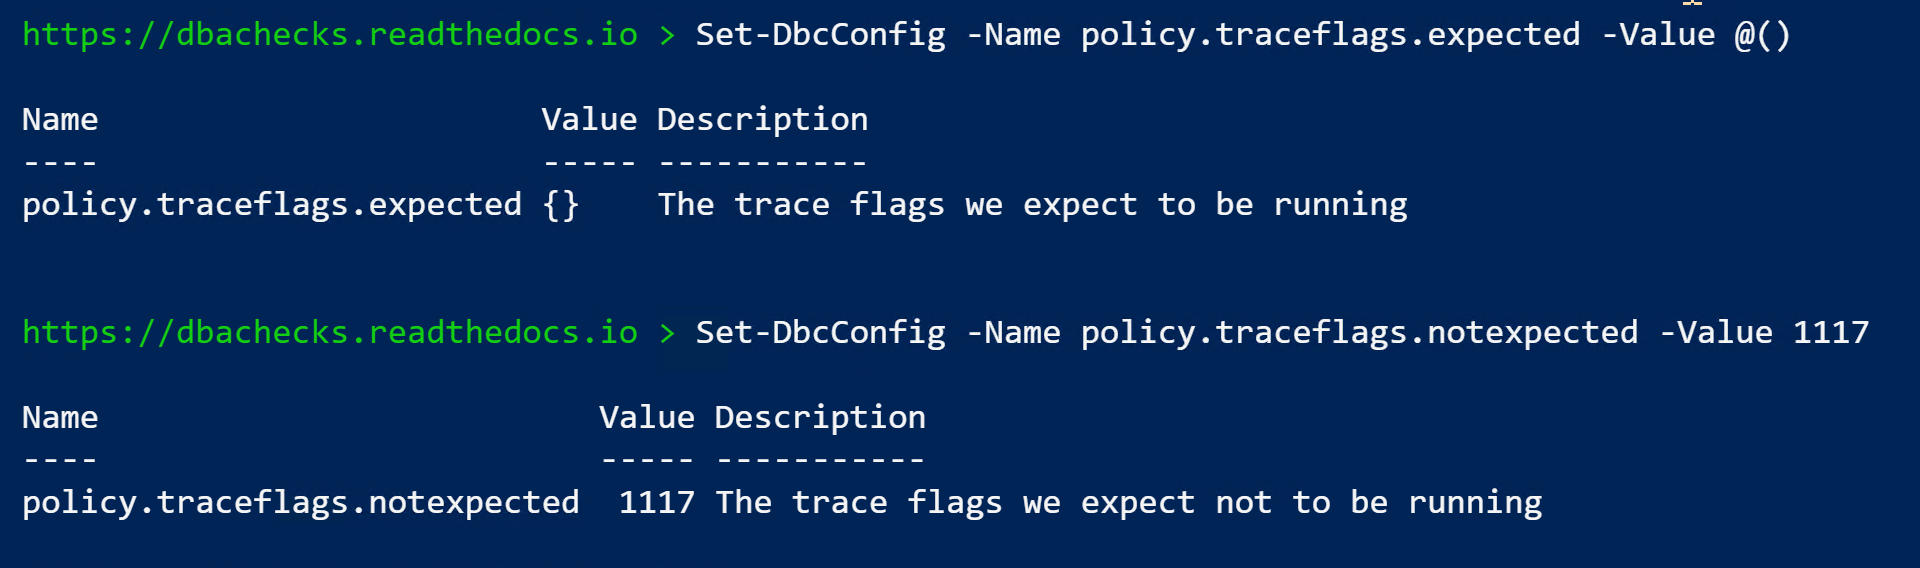 https://dbachecks.readthedocs.io > Set-DbcConfig -Name policy.traceflags.expected -Value @()
Name Value Description
---- ----- -----------
policy.traceflags.expected {} The trace flags we expect to be running
https://dbachecks.readthedocs.io > Set-DbcConfig -Name policy.traceflags.notexpected -Value 1117
Name Value Description
---- ----- -----------
policy.traceflags.notexpected 1117 The trace flags we expect not to be running